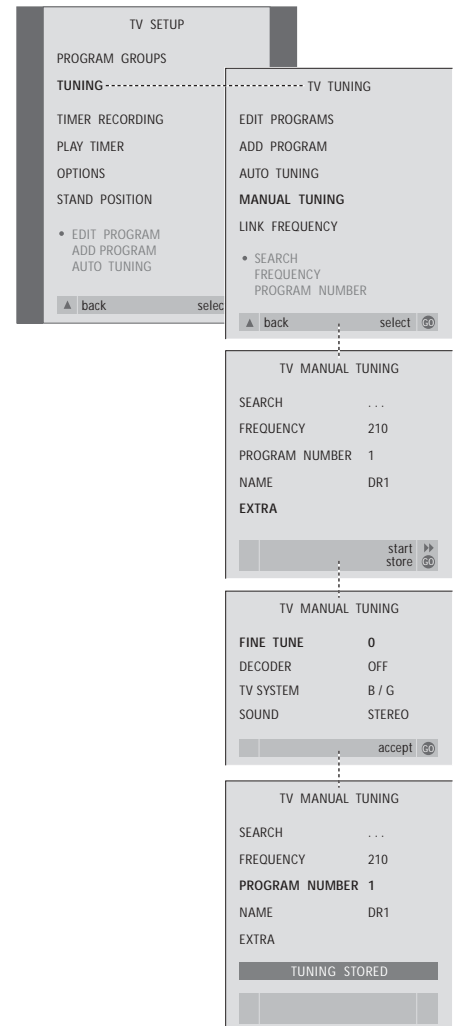 TV SETUP
PROGRAM GROUPS
TUNING
TIMER RECORDING
PLAY TIMER
OPTIONS
STAND POSITION
• EDIT PROGRAM
ADD PROGRAM
AUTO TUNING
▲ back selec
TV TUNING
EDIT PROGRAMS
ADD PROGRAM
AUTO TUNING
MANUAL TUNING
LINK FREQUENCY
• SEARCH
FREQUENCY
PROGRAM NUMBER
▲ back select GO
TV MANUAL TUNING
SEARCH . . .
FREQUENCY 210
PROGRAM NUMBER 1
NAME DR1
EXTRA
start
store GO
TV MANUAL TUNING
FINE TUNE 0
DECODER OFF
TV SYSTEM B / G
SOUND STEREO
accept GO
TV MANUAL TUNING
SEARCH . . .
FREQUENCY 210
PROGRAM NUMBER 1
NAME DR1
EXTRA
TUNING STORED